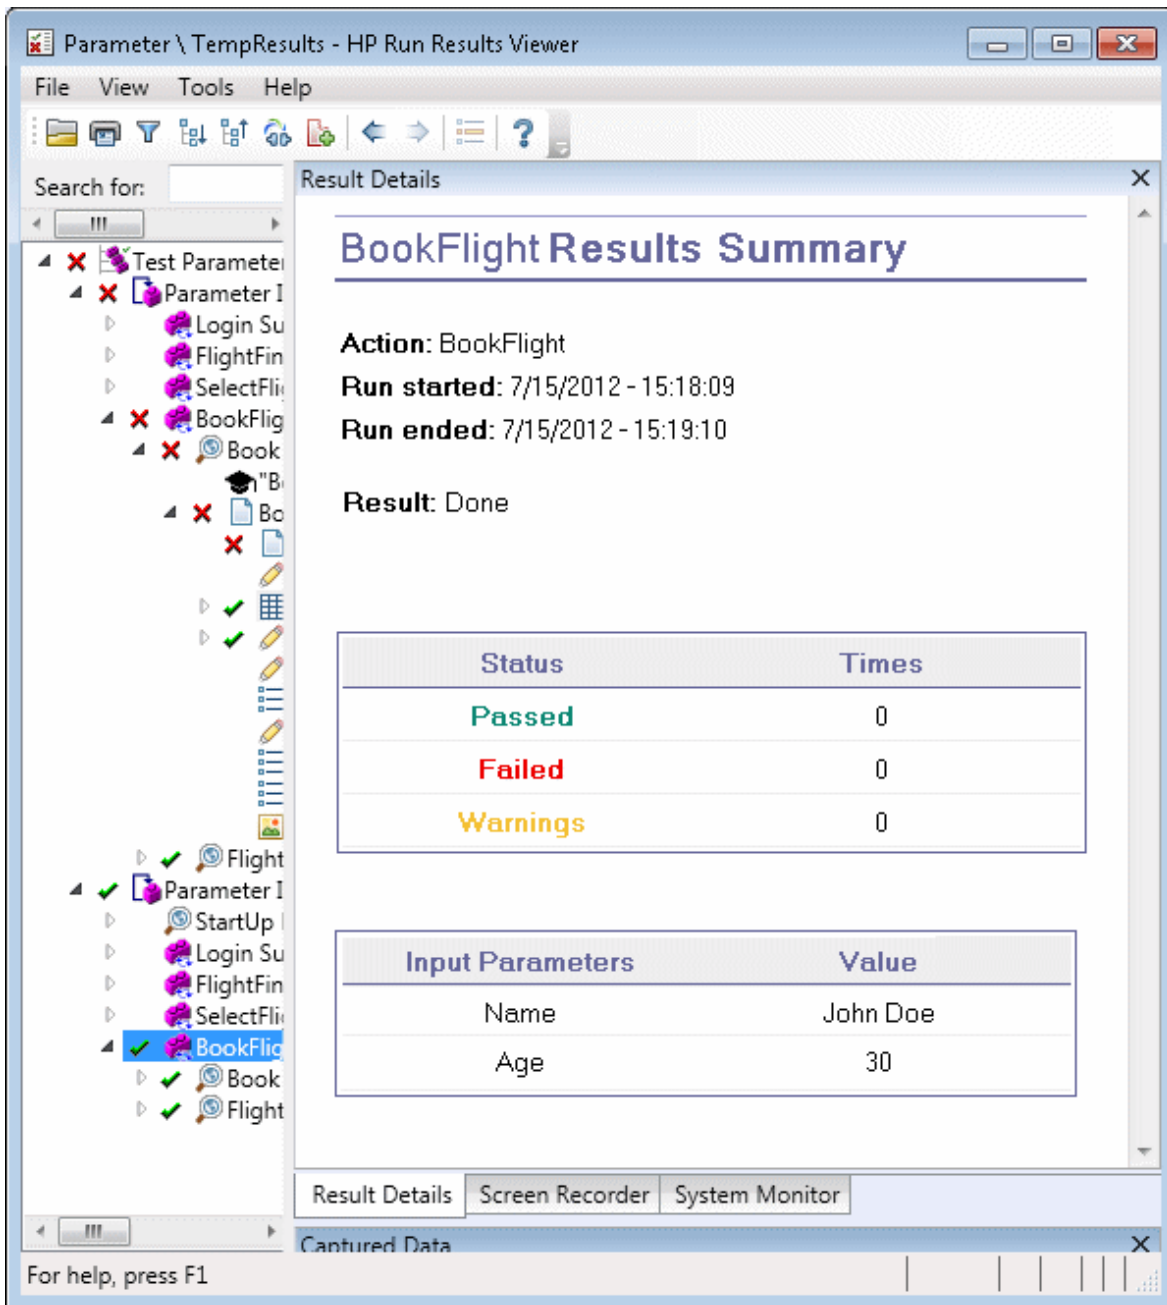 Parameter \ TempResults - HP Run Results Viewer
File View Tools Help
Search for:
Test Parameter
Parameter I
Login Su
FlightFin
SelectFli
BookFlig
Book
"B
Bo
Flight
Parameter I
StartUp
Login Su
FlightFin
SelectFli
BookFlig
Book
Flight
Result Details
BookFlight Results Summary
Action: BookFlight
Run started: 7/15/2012 - 15:18:09
Run ended: 7/15/2012 - 15:19:10
Result: Done
Status Times
Passed 0
Failed 0
Warnings 0
Input Parameters Value
Name John Doe
Age 30
Result Details Screen Recorder System Monitor
Captured Data
For help, press F1